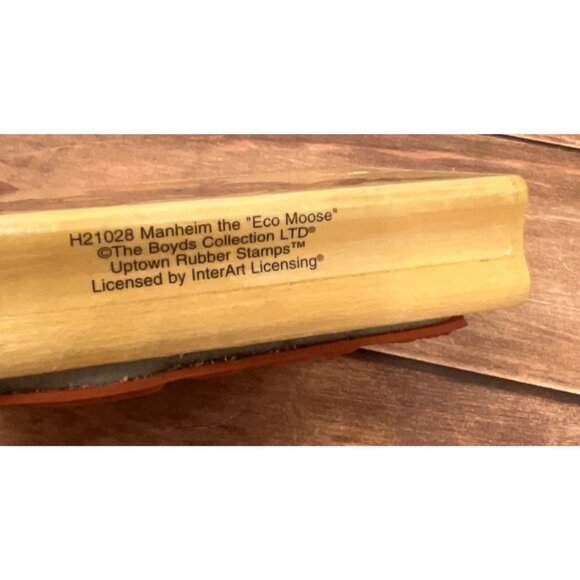 H21028 Manheim the "Eco Moose"
©The Boyds Collection LTD®
Uptown Rubber Stamps™
Licensed by InterArt Licensing®